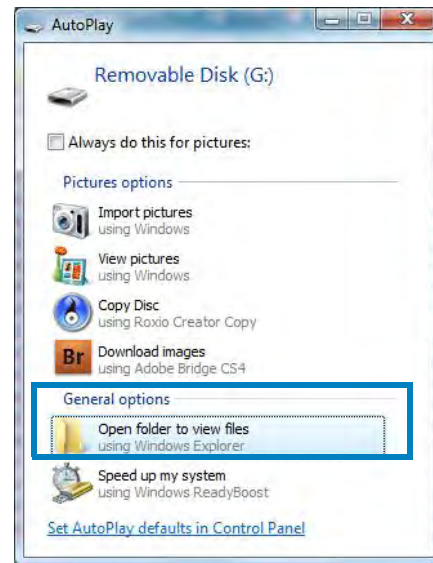 AutoPlay
Removable Disk (G:)
Always do this for pictures:
Pictures options
Import pictures
using Windows
View pictures
using Windows
Copy Disc
using Roxio Creator Copy
Br
Download images
using Adobe Bridge CS4
General options
Open folder to view files
using Windows Explorer
Speed up my system
using Windows ReadyBoost
Set AutoPlay defaults in Control Panel